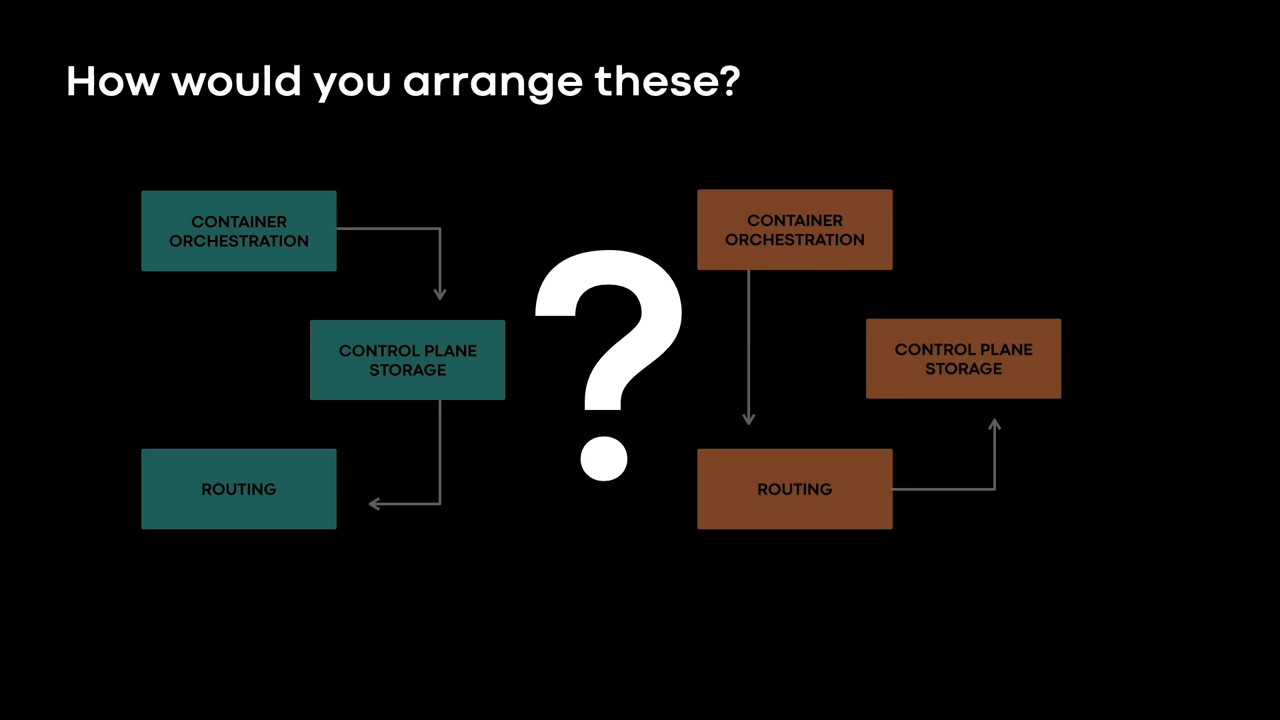 How would you arrange these?
CONTAINER
ORCHESTRATION
CONTROL PLANE
STORAGE
ROUTING
?
CONTAINER
ORCHESTRATION
CONTROL PLANE
STORAGE
ROUTING